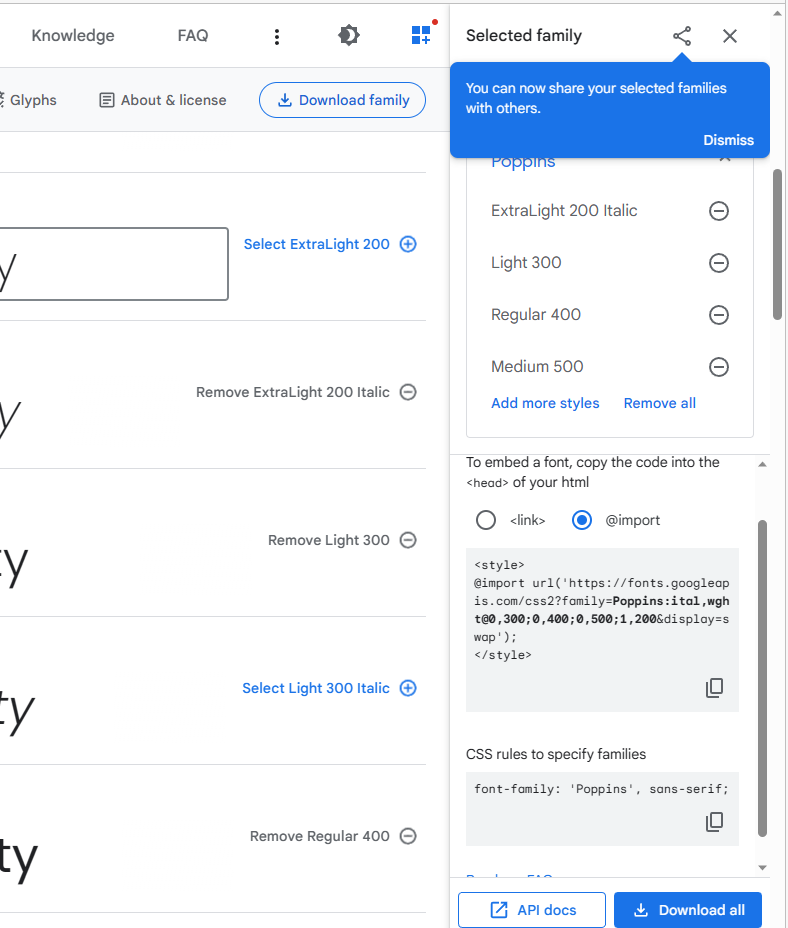 Knowledge
FAQ
Selected family
You can now share your selected families
with others.
Dismiss
Glyphs
About & license
Download family
Poppins
ExtraLight 200 Italic
Light 300
Regular 400
Medium 500
Add more styles
Remove all
y
Select ExtraLight 200
y
Remove ExtraLight 200 Italic
ty
Remove Light 300
ty
Select Light 300 Italic
ty
Remove Regular 400
To embed a font, copy the code into the
<head> of your html
<link>
@import
<style>
@import url('https://fonts.googleap
is.com/css2?family=Poppins:ital,wgh
t@0,300;0,400;0,500;1,200&display=s
wap');
</style>
CSS rules to specify families
font-family: 'Poppins', sans-serif;
API docs
Download all